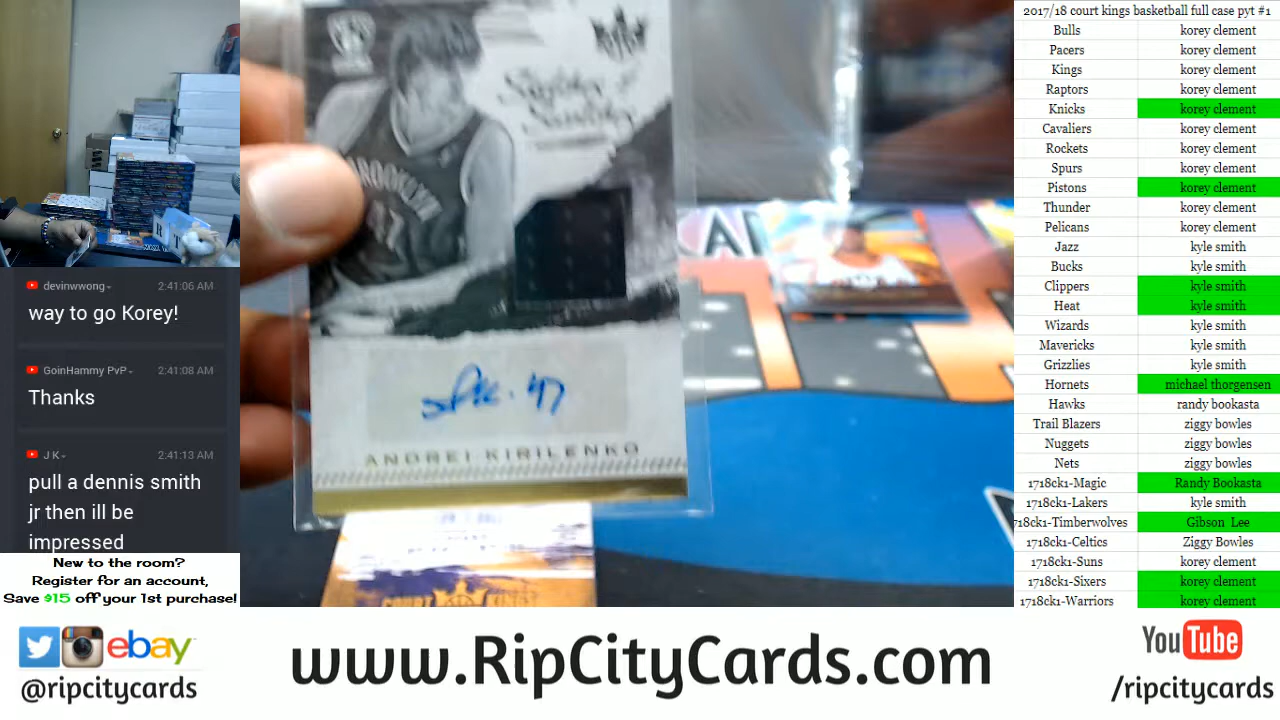 devinwwong
2:41:06 AM
way to go Korey!
GoinHammy PvP
2:41:08 AM
Thanks
J K
2:41:13 AM
pull a dennis smith
jr then ill be
impressed
New to the room?
Register for an account,
Save $15 off your 1st purchase!
BROOKLYN
ANDREI KIRILENKO
2017/18 court kings basketball full case pyt #1
Bulls korey clement
Pacers korey clement
Kings korey clement
Raptors korey clement
Knicks korey clement
Cavaliers korey clement
Rockets korey clement
Spurs korey clement
Pistons korey clement
Thunder korey clement
Pelicans korey clement
Jazz kyle smith
Bucks kyle smith
Clippers kyle smith
Heat kyle smith
Wizards kyle smith
Mavericks kyle smith
Grizzlies kyle smith
Hornets michael thorgensen
Hawks randy bookasta
Trail Blazers ziggy bowles
Nuggets ziggy bowles
Nets ziggy bowles
1718ck1-Magic Randy Bookasta
1718ck1-Lakers kyle smith
718ck1-Timberwolves Gibson Lee
1718ck1-Celtics Ziggy Bowles
1718ck1-Suns korey clement
1718ck1-Sixers korey clement
1718ck1-Warriors korey clement
ebay
@ripcitycards
www.RipCityCards.com
YouTube
/ripcitycards